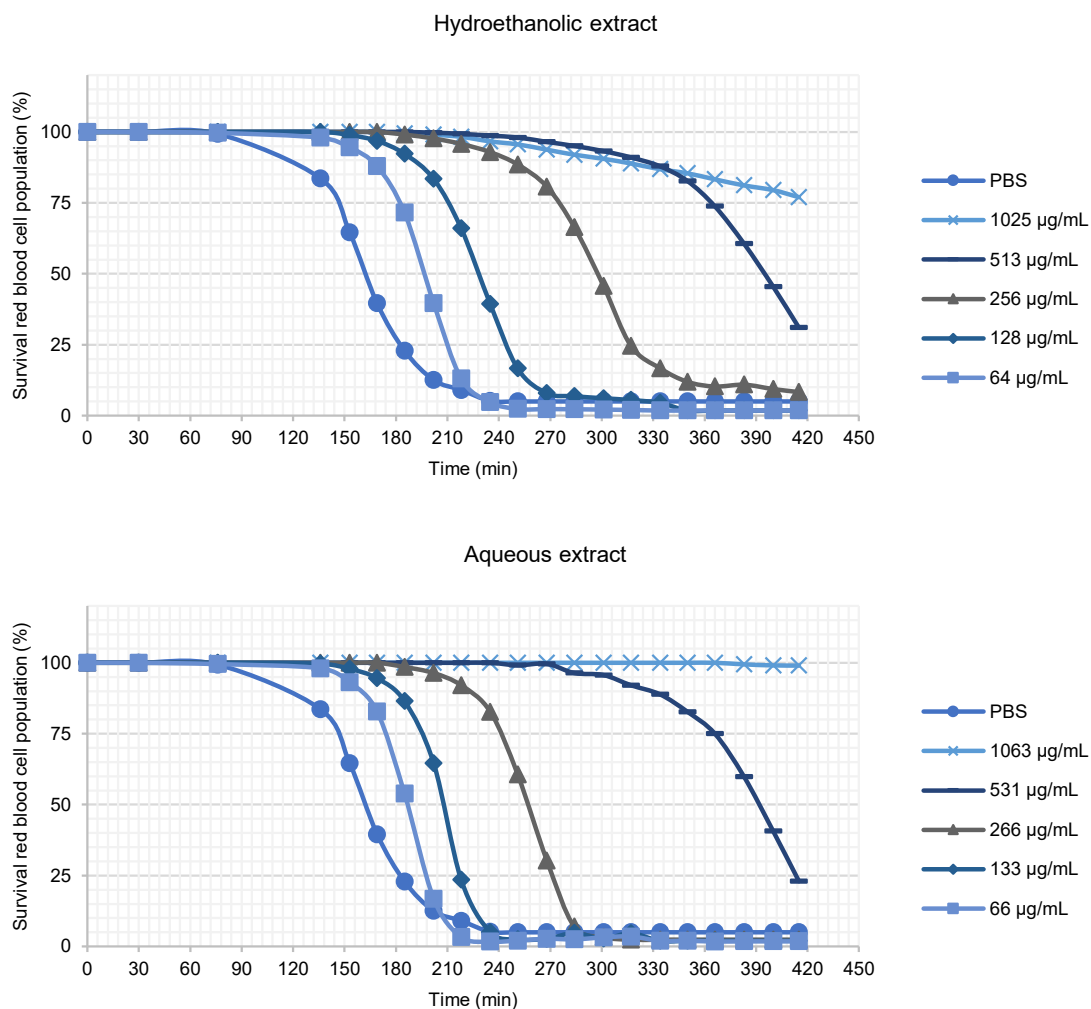 Hydroethanolic extract
Survival red blood cell population (%)
100
75
50
25
0
0 30 60 90 120 150 180 210 240 270 300 330 360 390 420 450
Time (min)
PBS
1025 µg/mL
513 µg/mL
256 µg/mL
128 µg/mL
64 µg/mL
Aqueous extract
Survival red blood cell population (%)
100
75
50
25
0
0 30 60 90 120 150 180 210 240 270 300 330 360 390 420 450
Time (min)
PBS
1063 µg/mL
531 µg/mL
266 µg/mL
133 µg/mL
66 µg/mL